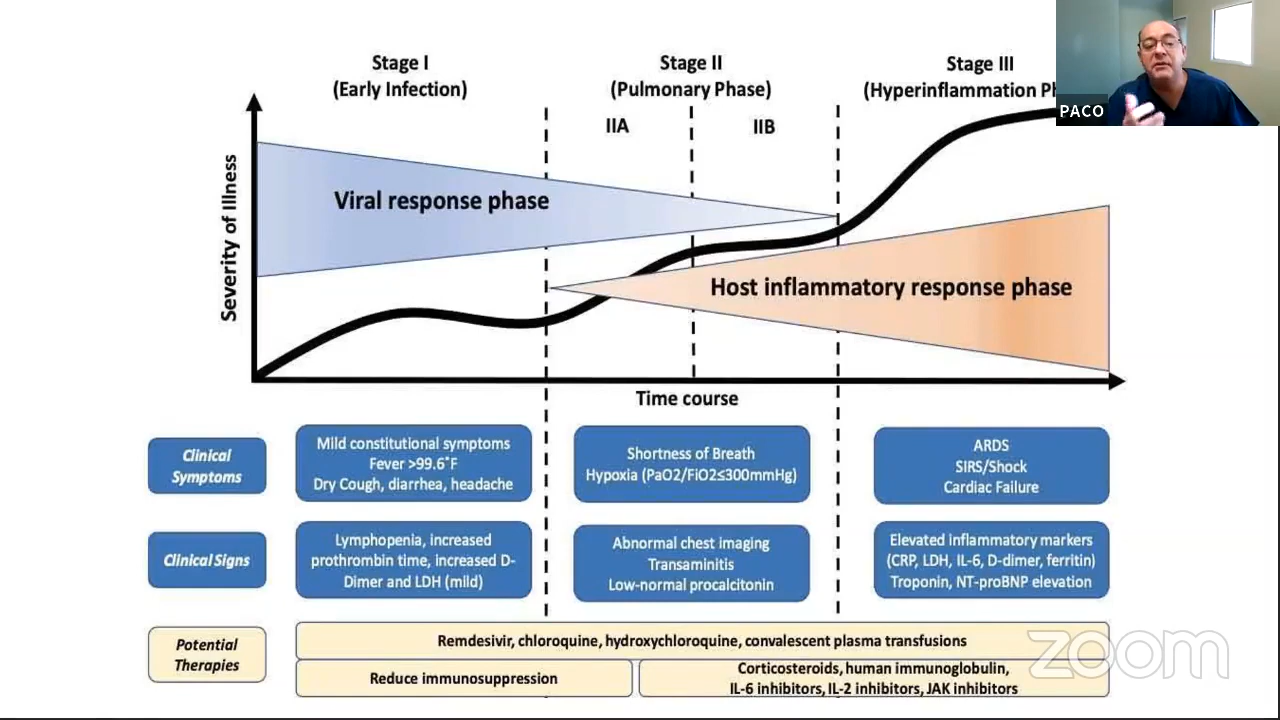 Stage I
(Early Infection)
Stage II
(Pulmonary Phase)
Stage III
(Hyperinflammation Ph
PACO
IIA
IIB
Severity of Illness
Viral response phase
Host inflammatory response phase
Time course
Clinical
Symptoms
Mild constitutional symptoms
Fever >99.6°F
Dry Cough, diarrhea, headache
Shortness of Breath
Hypoxia (PaO2/FiO2≤300mmHg)
ARDS
SIRS/Shock
Cardiac Failure
Clinical Signs
Lymphopenia, increased
prothrombin time, increased D-
Dimer and LDH (mild)
Abnormal chest imaging
Transaminitis
Low-normal procalcitonin
Elevated inflammatory markers
(CRP, LDH, IL-6, D-dimer, ferritin)
Troponin, NT-proBNP elevation
Potential
Therapies
Remdesivir, chloroquine, hydroxychloroquine, convalescent plasma transfusions
Reduce immunosuppression
Corticosteroids, human immunoglobulin,
IL-6 inhibitors, IL-2 inhibitors, JAK inhibitors
zoom